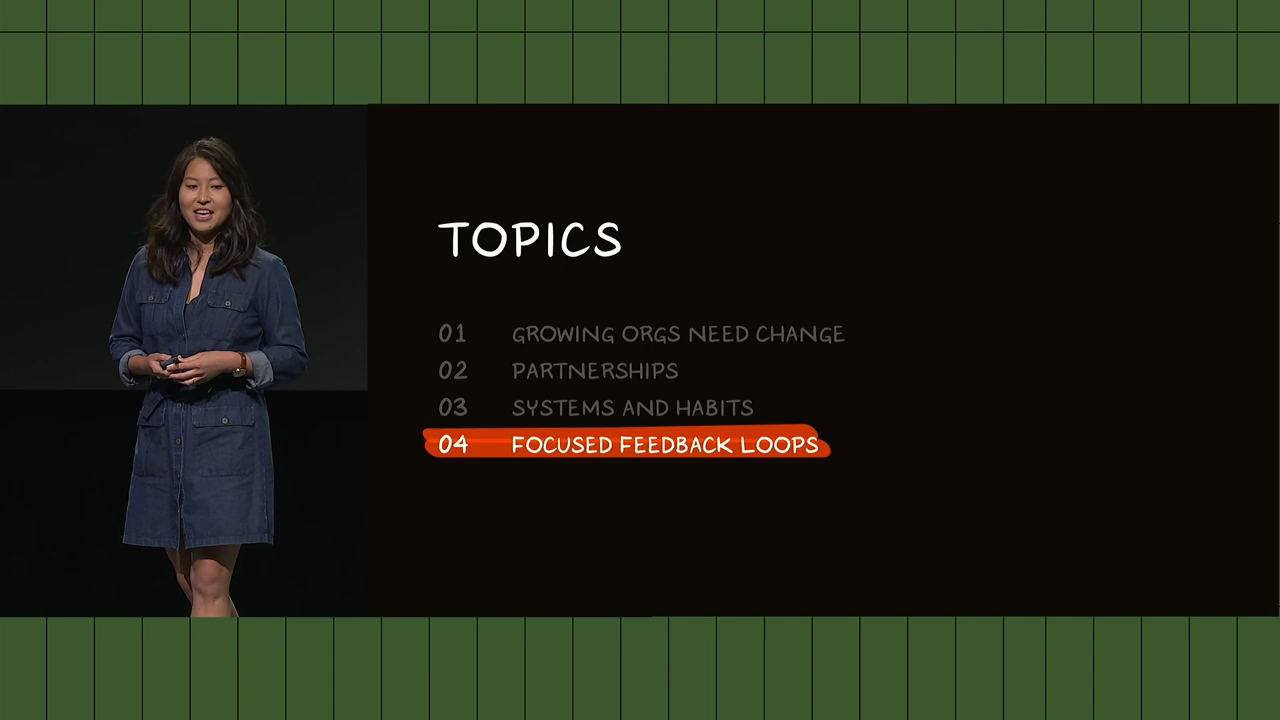 TOPICS
01 GROWING ORGS NEED CHANGE
02 PARTNERSHIPS
03 SYSTEMS AND HABITS
04 FOCUSED FEEDBACK LOOPS